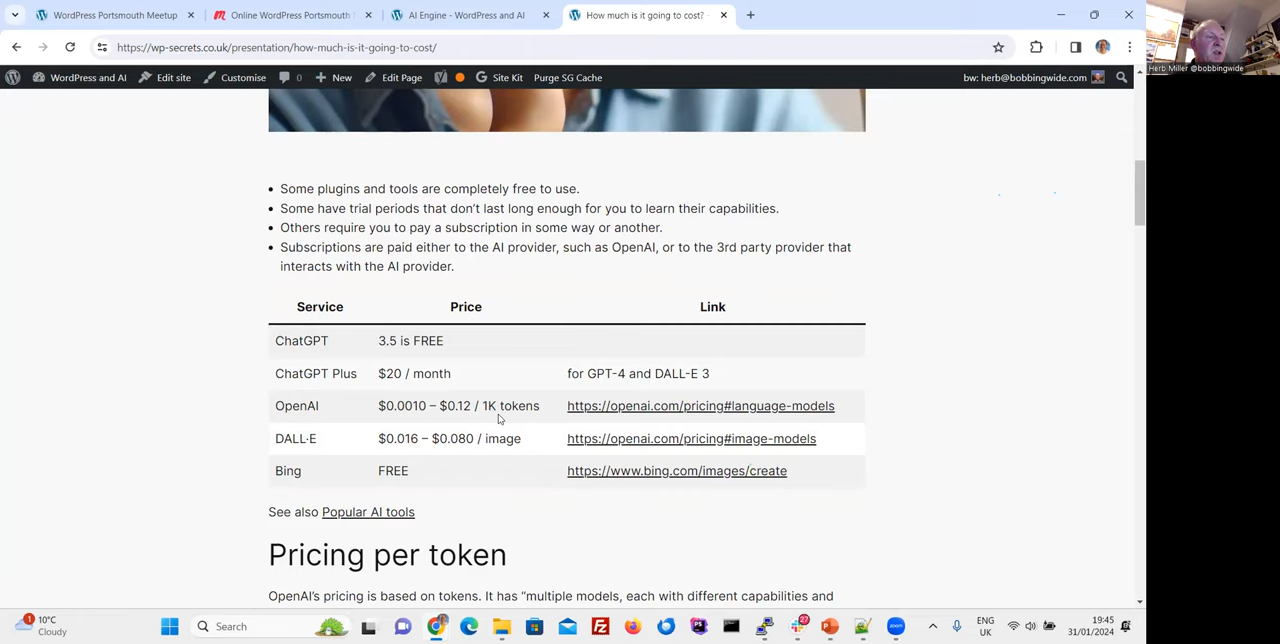 WordPress Portsmouth Meetup
Online WordPress Portsmouth
AI Engine - WordPress and AI
How much is it going to cost? -
https://wp-secrets.co.uk/presentation/how-much-is-it-going-to-cost/
WordPress and AI
Edit site
Customise
0
New
Edit Page
Site Kit
Purge SG Cache
bw: herb@bobbingwide.com
Herb Miller @bobbingwide
Some plugins and tools are completely free to use.
Some have trial periods that don't last long enough for you to learn their capabilities.
Others require you to pay a subscription in some way or another.
Subscriptions are paid either to the AI provider, such as OpenAI, or to the 3rd party provider that
interacts with the AI provider.
Service Price Link
ChatGPT 3.5 is FREE
ChatGPT Plus $20 / month for GPT-4 and DALL-E 3
OpenAI $0.0010 – $0.12 / 1K tokens https://openai.com/pricing#language-models
DALL·E $0.016 – $0.080 / image https://openai.com/pricing#image-models
Bing FREE https://www.bing.com/images/create
See also Popular AI tools
Pricing per token
OpenAI's pricing is based on tokens. It has “multiple models, each with different capabilities and
1
10°C
Cloudy
Search
27
zoom
ENG
UK
19:45
31/01/2024